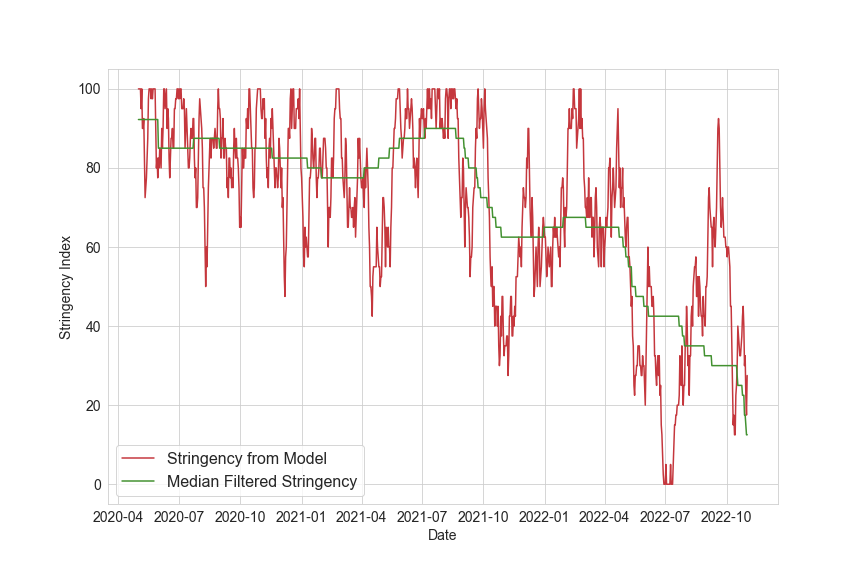 100
80
60
40
20
0
Stringency Index
Stringency from Model
Median Filtered Stringency
2020-04 2020-07 2020-10 2021-01 2021-04 2021-07 2021-10 2022-01 2022-04 2022-07 2022-10
Date